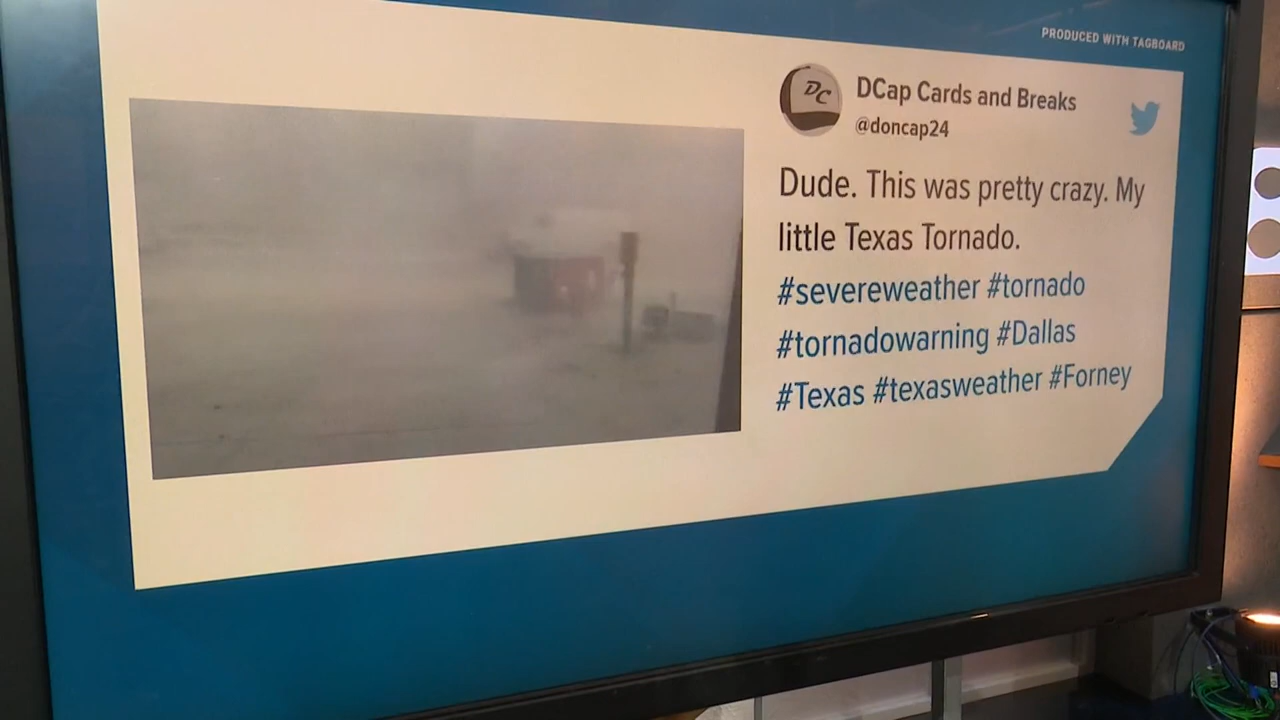 PRODUCED WITH TAGBOARD
DC
DCap Cards and Breaks
@doncap24
Dude. This was pretty crazy. My
little Texas Tornado.
#severeweather #tornado
#tornadowarning #Dallas
#Texas #texasweather #Forney